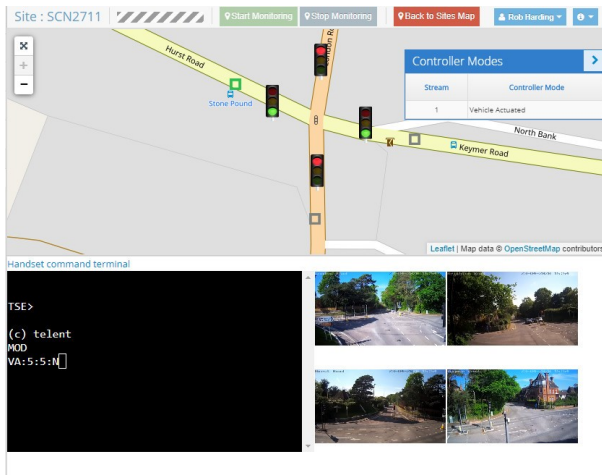 Site : SCN2711
Start Monitoring
Stop Monitoring
Back to Sites Map
Rob Harding
Hurst Road
London R
Stone Pound
Controller Modes
Stream Controller Mode
1 Vehicle Actuated
North Bank
Keymer Road
Leaflet | Map data © OpenStreetMap contributors
Handset command terminal
TSE>
(c) telent
MOD
VA:5:5:N